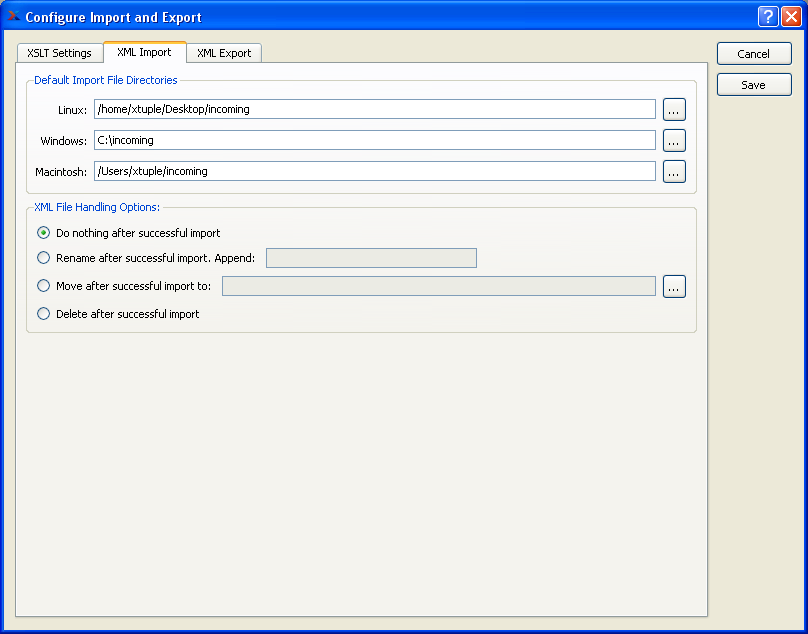 Configure Import and Export
?
XSLT Settings XML Import XML Export
Cancel
Save
Default Import File Directories
Linux: /home/xtuple/Desktop/incoming ...
Windows: C:\incoming ...
Macintosh: /Users/xtuple/incoming ...
XML File Handling Options:
Do nothing after successful import
Rename after successful import. Append:
Move after successful import to: ...
Delete after successful import